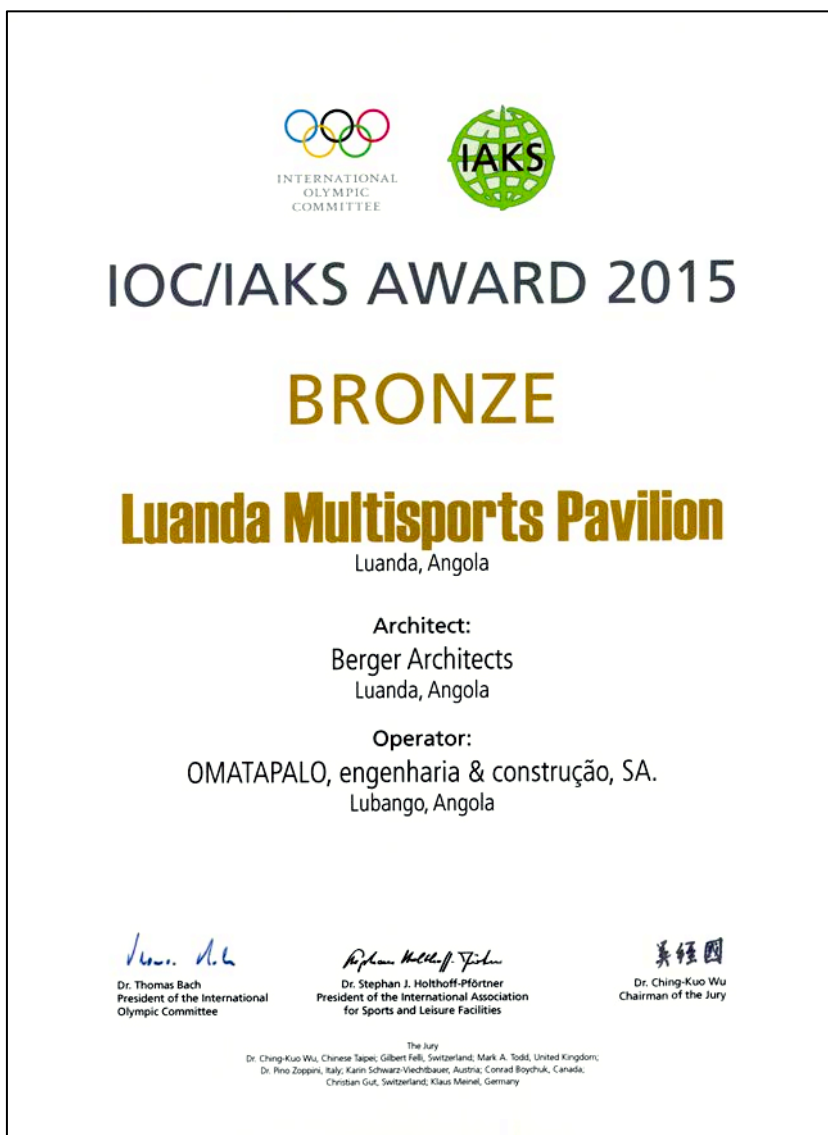 INTERNATIONAL
OLYMPIC
COMMITTEE
IAKS
IOC/IAKS AWARD 2015
BRONZE
Luanda Multisports Pavilion
Luanda, Angola
Architect:
Berger Architects
Luanda, Angola
Operator:
OMATAPALO, engenharia & construção, SA.
Lubango, Angola
吳經國
Dr. Thomas Bach
President of the International
Olympic Committee
Dr. Stephan J. Holthoff-Pförtner
President of the International Association
for Sports and Leisure Facilities
Dr. Ching-Kuo Wu
Chairman of the Jury
The Jury
Dr. Ching-Kuo Wu, Chinese Taipei; Gilbert Felli, Switzerland; Mark A. Todd, United Kingdom;
Dr. Pino Zoppini, Italy; Karin Schwarz-Viechtbauer, Austria; Conrad Boychuk, Canada;
Christian Gut, Switzerland; Klaus Meinel, Germany